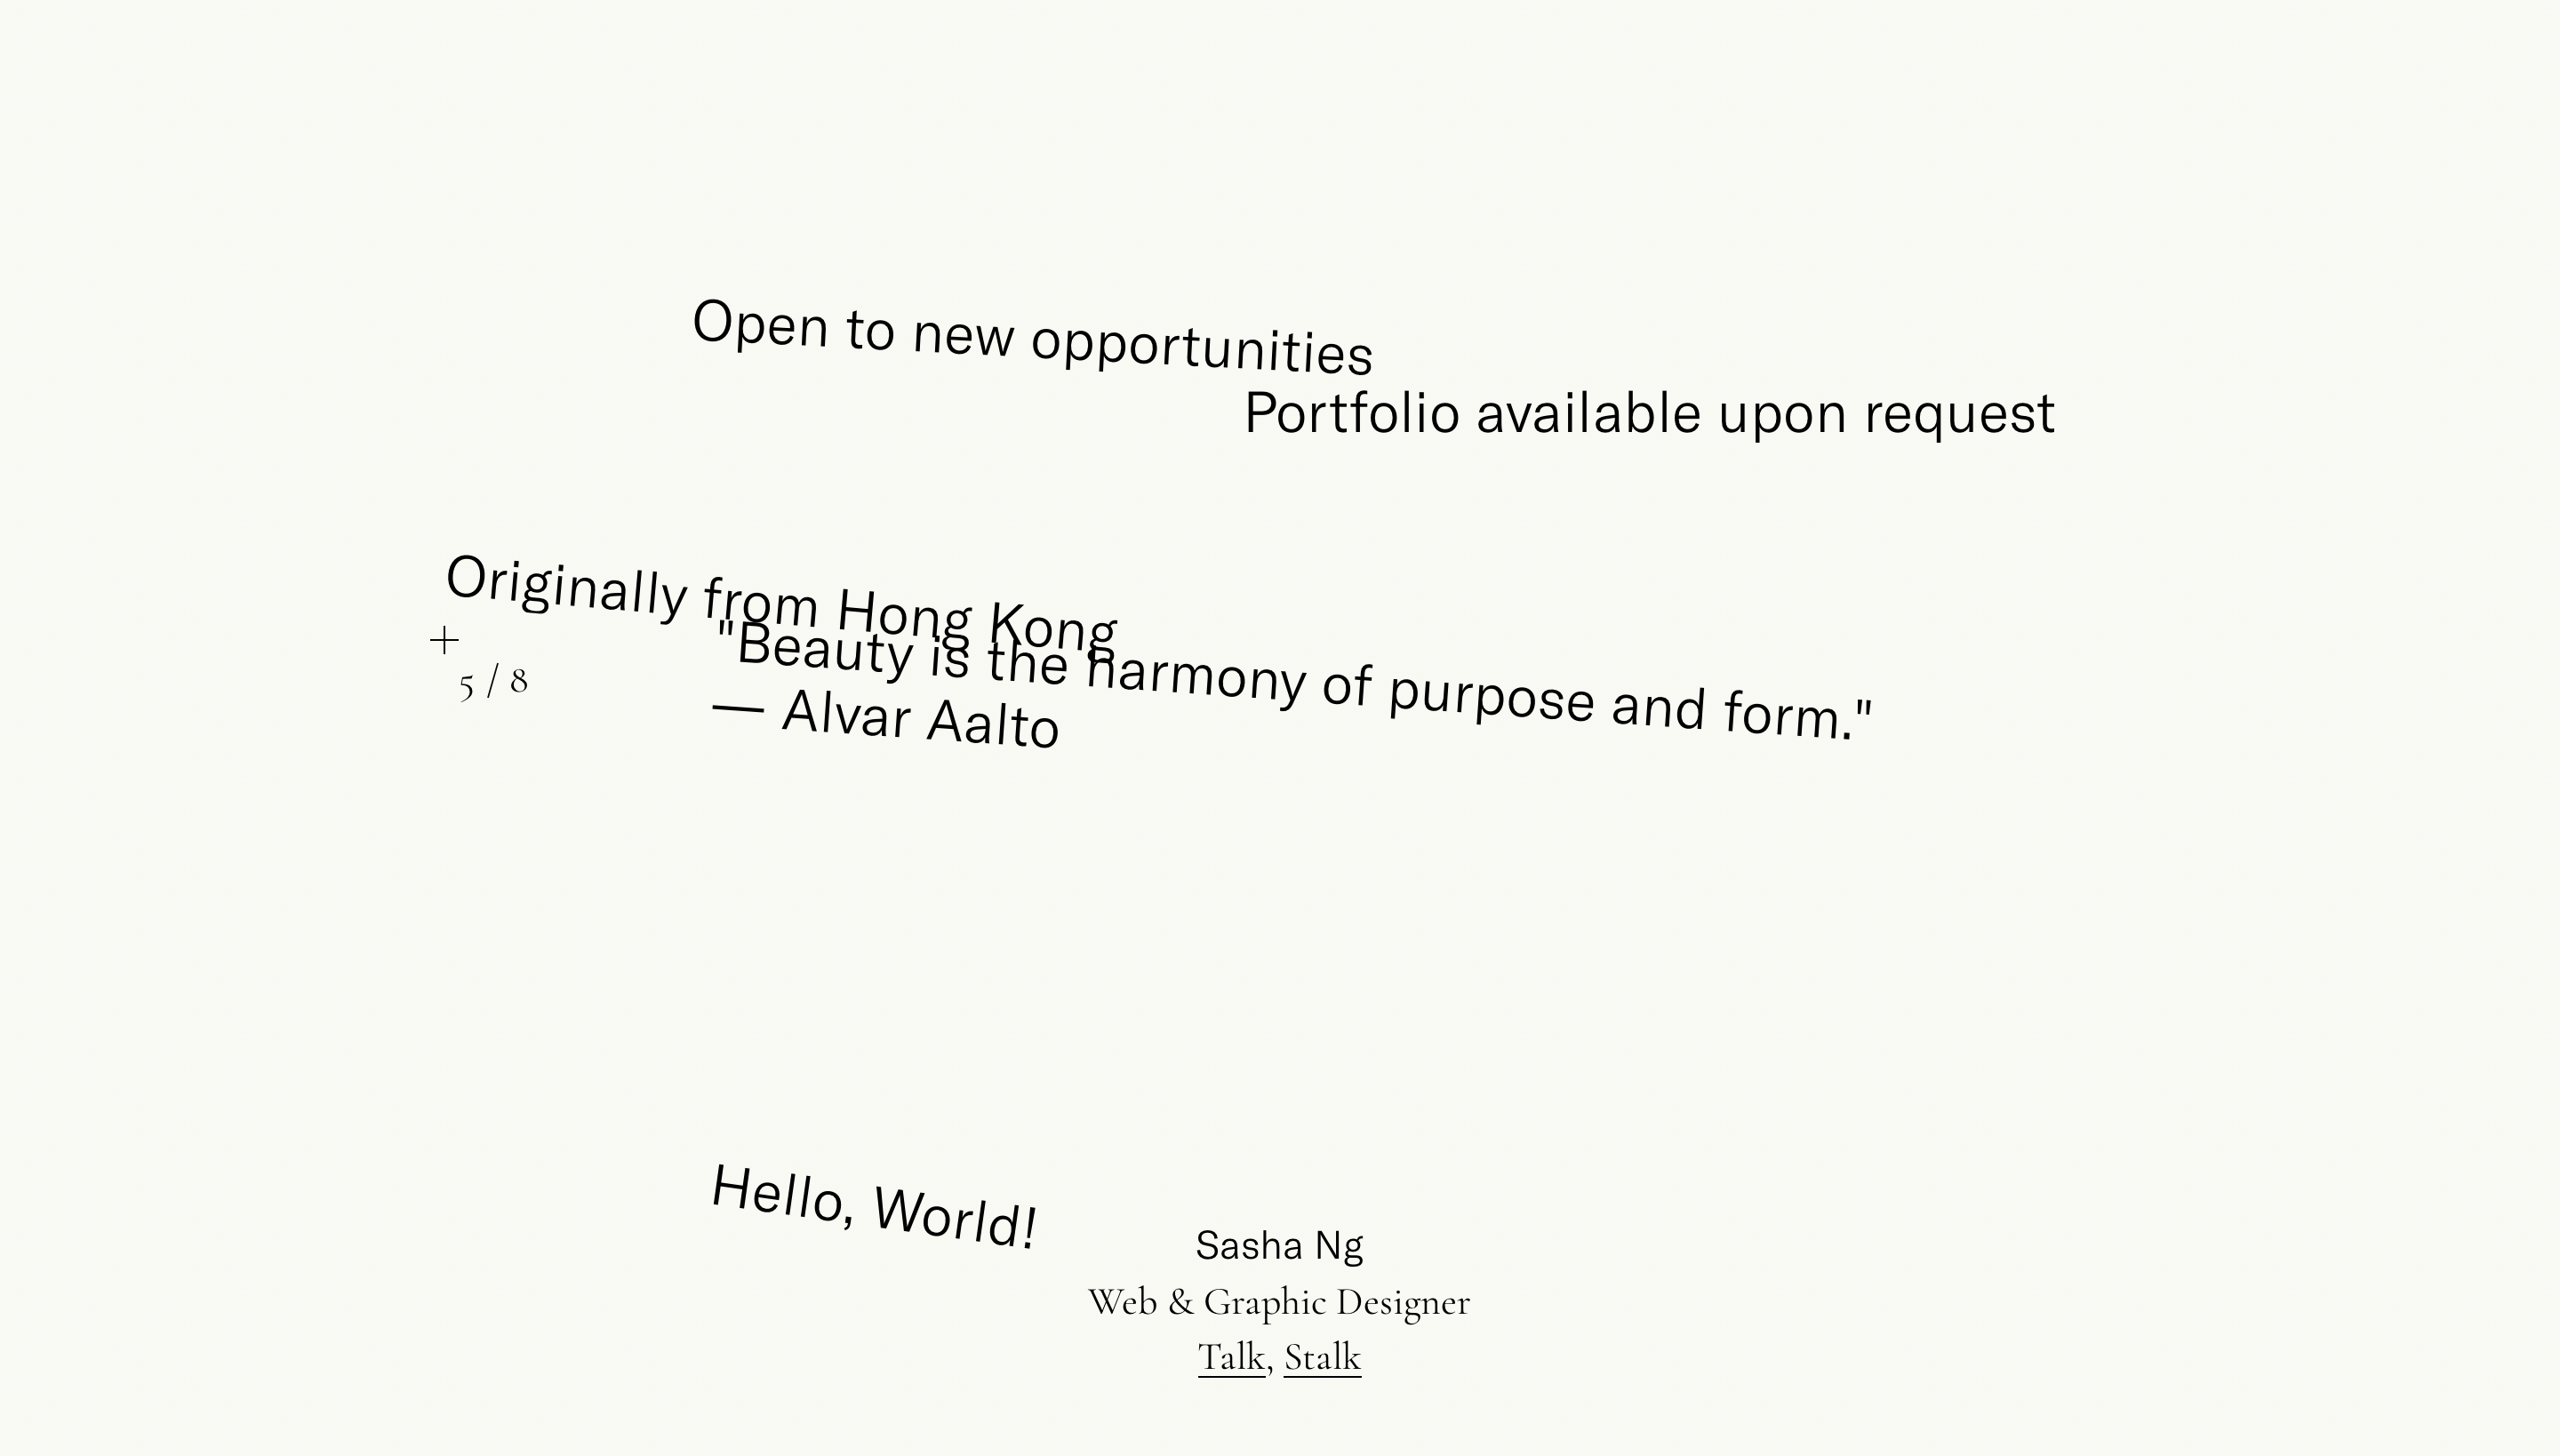 Open to new opportunities
Portfolio available upon request
Originally from Hong Kong
"Beauty is the harmony of purpose and form."
— Alvar Aalto
5 / 8
Hello, World!
Sasha Ng
Web & Graphic Designer
Talk, Stalk